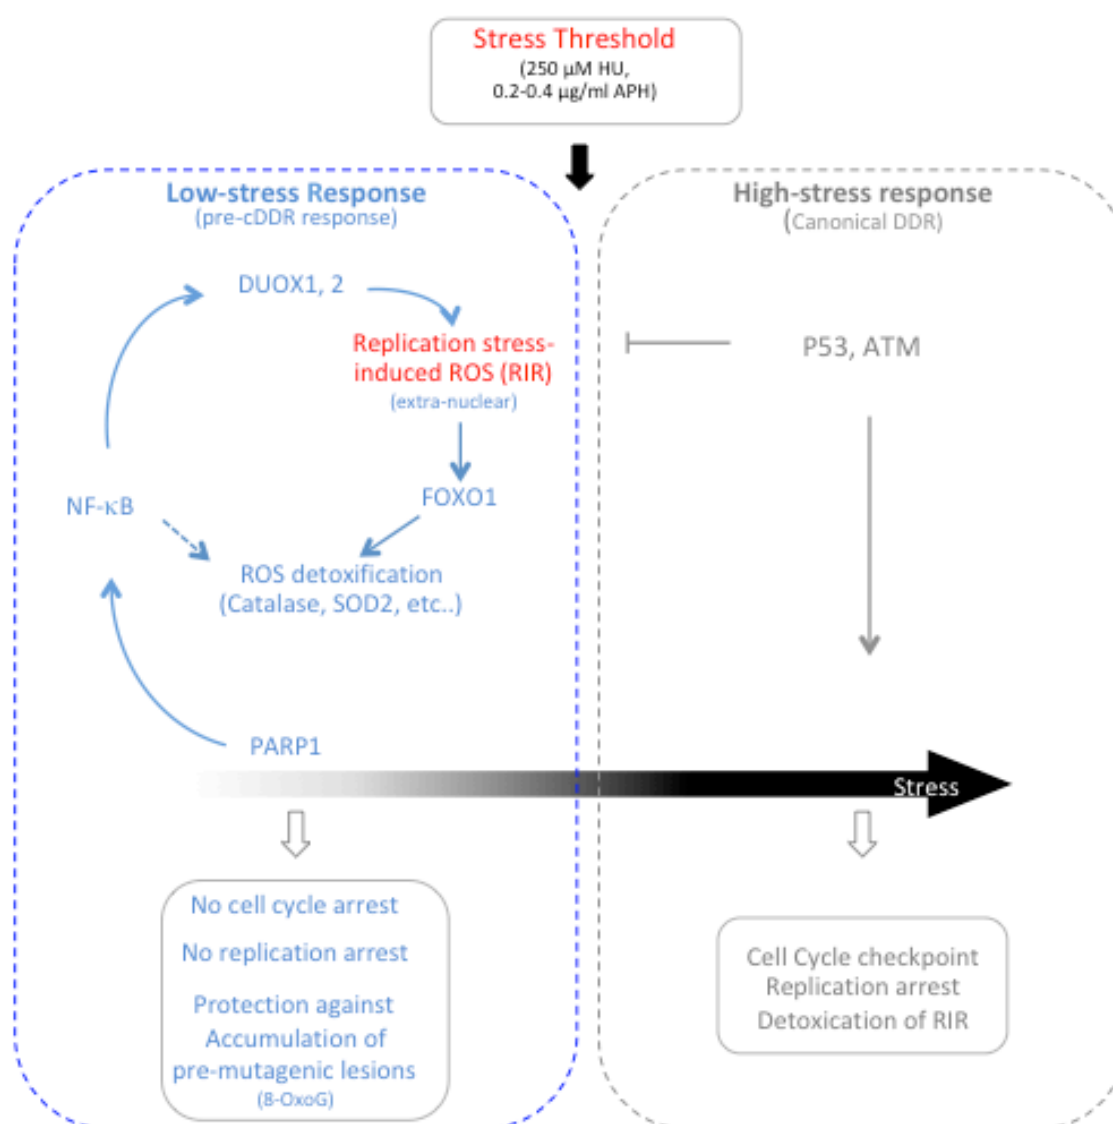 Stress Threshold
(250 μM HU,
0.2-0.4 μg/ml APH)
Low-stress Response
(pre-cDDR response)
DUOX1, 2
Replication stress-
induced ROS (RIR)
(extra-nuclear)
NF-κB
FOXO1
ROS detoxification
(Catalase, SOD2, etc..)
PARP1
High-stress response
(Canonical DDR)
P53, ATM
Stress
No cell cycle arrest
No replication arrest
Protection against
Accumulation of
pre-mutagenic lesions
(8-OxoG)
Cell Cycle checkpoint
Replication arrest
Detoxication of RIR